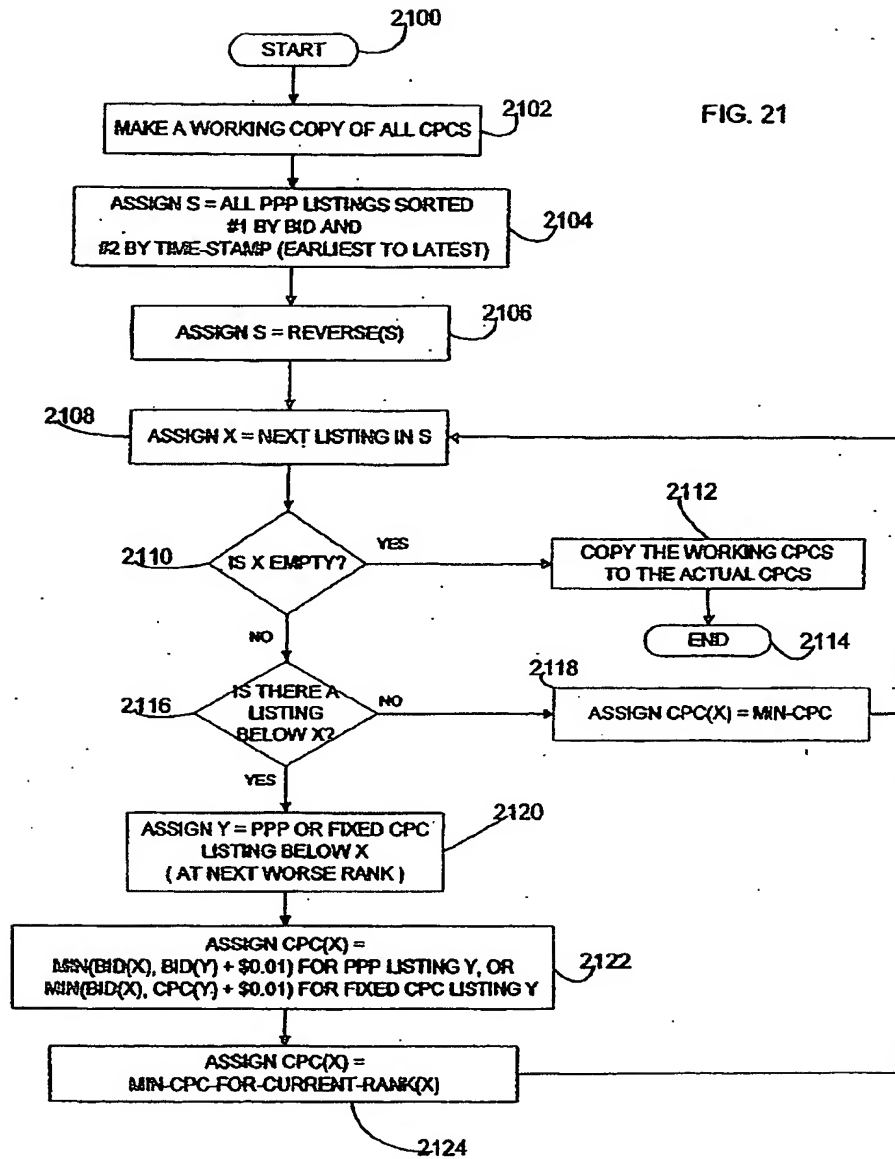 2100
START
2102
MAKE A WORKING COPY OF ALL CPCS
FIG. 21
ASSIGN S = ALL PPP LISTINGS SORTED
#1 BY BID AND
#2 BY TIME-STAMP (EARLIEST TO LATEST)
2104
2106
ASSIGN S = REVERSE(S)
2108
ASSIGN X = NEXT LISTING IN S
2110
IS X EMPTY?
YES
2112
COPY THE WORKING CPCS
TO THE ACTUAL CPCS
NO
END
2114
2116
IS THERE A
LISTING
BELOW X?
NO
2118
ASSIGN CPC(X) = MIN-CPC
YES
2120
ASSIGN Y = PPP OR FIXED CPC
LISTING BELOW X
( AT NEXT WORSE RANK )
ASSIGN CPC(X) =
MIN(BID(X), BID(Y) + $0.01) FOR PPP LISTING Y, OR
MIN(BID(X), CPC(Y) + $0.01) FOR FIXED CPC LISTING Y
2122
ASSIGN CPC(X) =
MIN-CPC-FOR-CURRENT-RANK(X)
2124